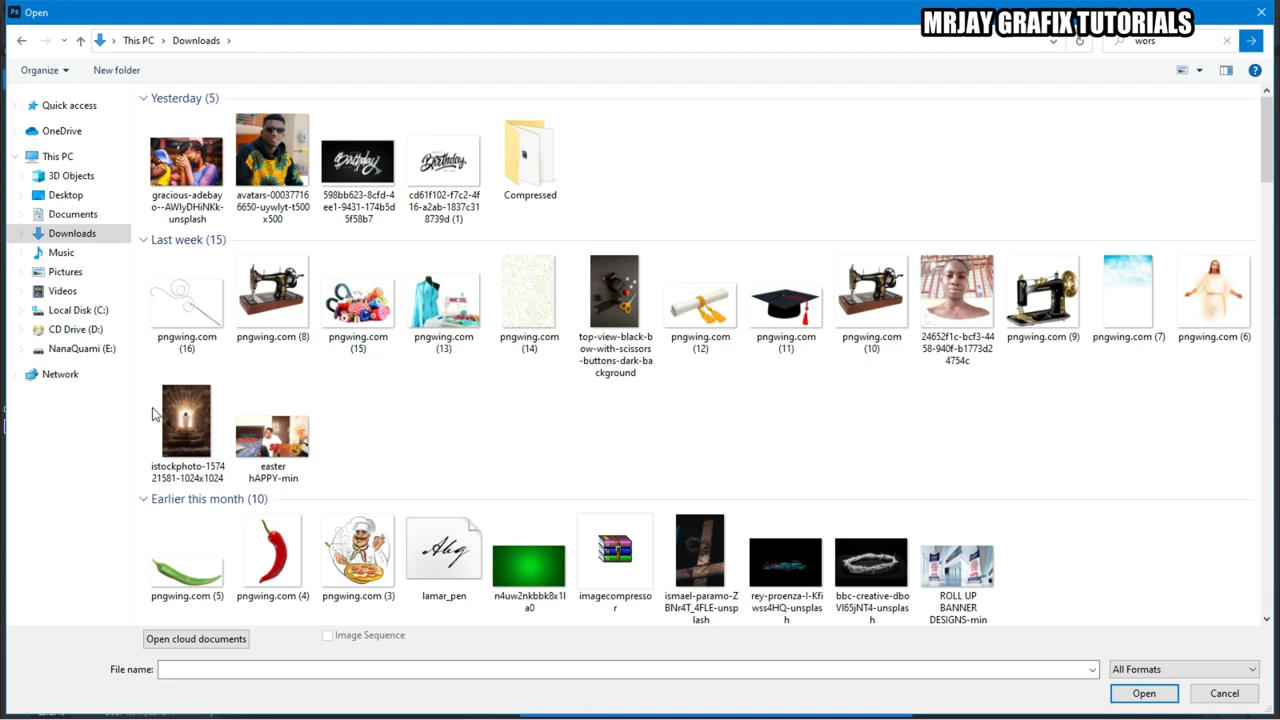 Ps Open
MRJAY GRAFIX TUTORIALS
This PC > Downloads >
wors
Organize
New folder
Quick access
OneDrive
This PC
3D Objects
Desktop
Documents
Downloads
Music
Pictures
Videos
Local Disk (C:)
CD Drive (D:)
NanaQuami (E:)
Network
Yesterday (5)
gracious-adebay
o--AWlyDHiNKk-
unsplash
avatars-00037716
6650-uywlyt-t500
x500
598bb623-8cfd-4
ee1-9431-174b5d
5f58b7
cd61f102-f7c2-4f
16-a2ab-1837c31
8739d (1)
Compressed
Last week (15)
pngwing.com
(16)
pngwing.com (8)
pngwing.com
(15)
pngwing.com
(13)
pngwing.com
(14)
top-view-black-b
ow-with-scissors
-buttons-dark-ba
ckground
pngwing.com
(12)
pngwing.com
(11)
pngwing.com
(10)
24652f1c-bcf3-44
58-940f-b1773d2
4754c
pngwing.com (9)
pngwing.com (7)
pngwing.com (6)
istockphoto-1574
21581-1024x1024
easter
hAPPY-min
Earlier this month (10)
pngwing.com (5)
pngwing.com (4)
pngwing.com (3)
lamar_pen
n4uw2nkbbk8x1l
a0
imagecompresso
r
ismael-paramo-Z
BNr4T_4FLE-unsp
lash
rey-proenza-l-Kfi
wss4HQ-unsplas
h
bbc-creative-dbo
Vl65jNT4-unsplas
h
ROLL UP
BANNER
DESIGNS-min
Open cloud documents
Image Sequence
File name:
All Formats
Open
Cancel